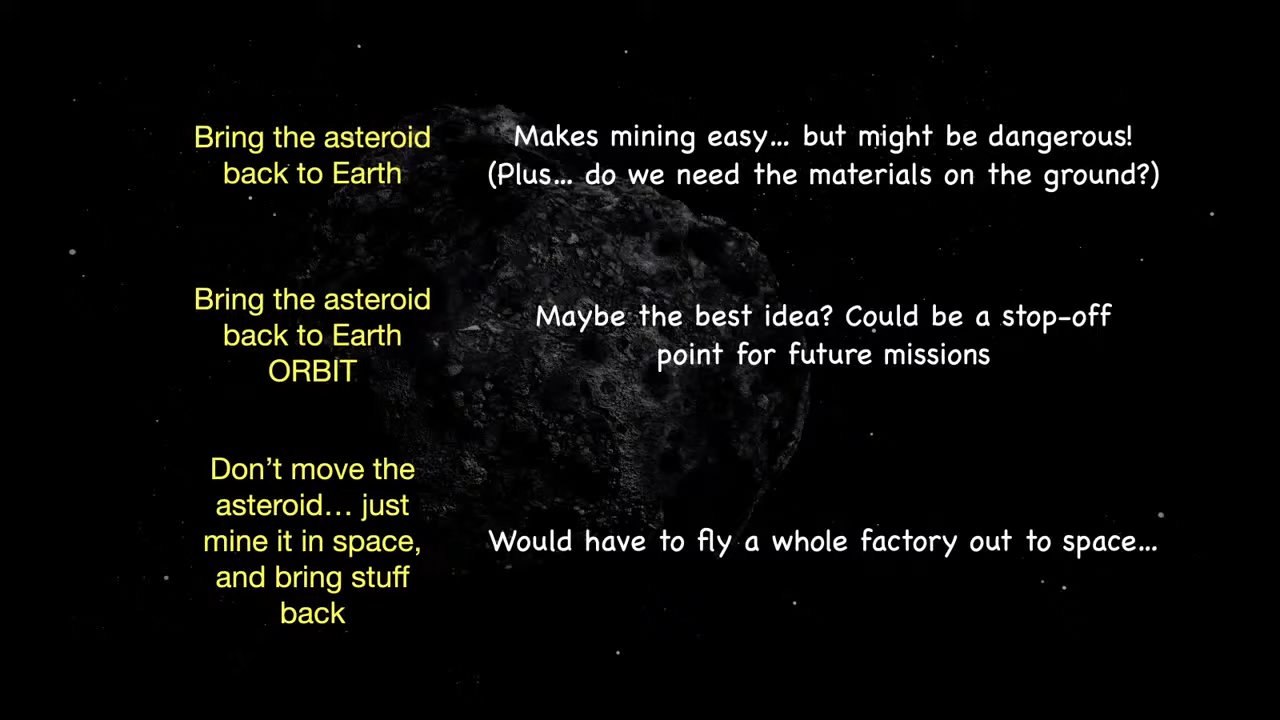 Bring the asteroid
back to Earth
Makes mining easy... but might be dangerous!
(Plus... do we need the materials on the ground?)
Bring the asteroid
back to Earth
ORBIT
Maybe the best idea? Could be a stop-off
point for future missions
Don’t move the
asteroid… just
mine it in space,
and bring stuff
back
Would have to fly a whole factory out to space...